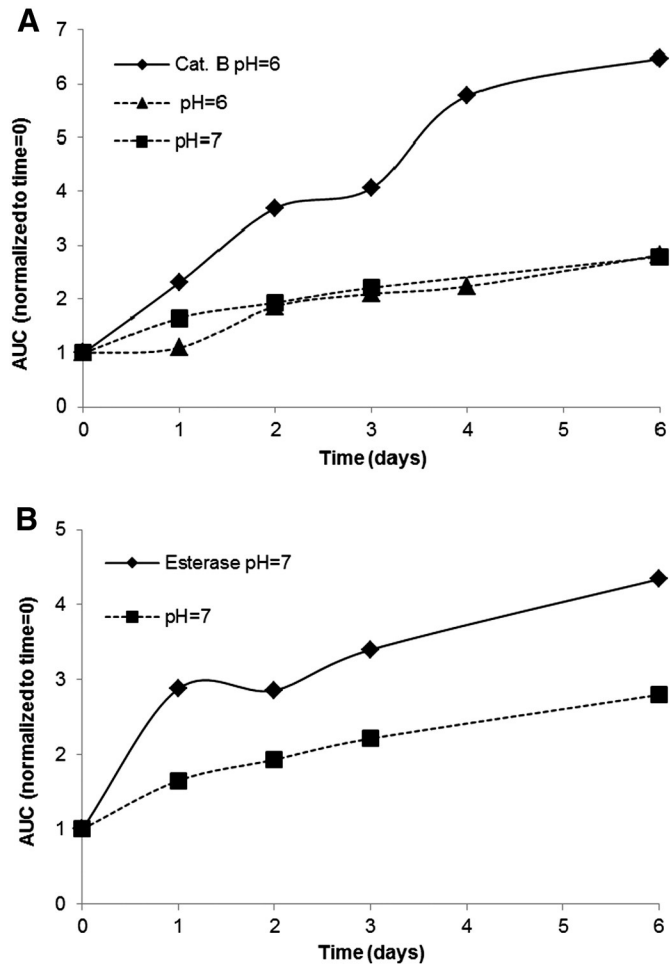 A
7
6
5
4
3
2
1
0
AUC (normalized to time=0)
Cat. B pH=6
pH=6
pH=7
0 1 2 3 4 5 6
Time (days)
B
5
4
3
2
1
0
AUC (normalized to time=0)
Esterase pH=7
pH=7
0 1 2 3 4 5 6
Time (days)